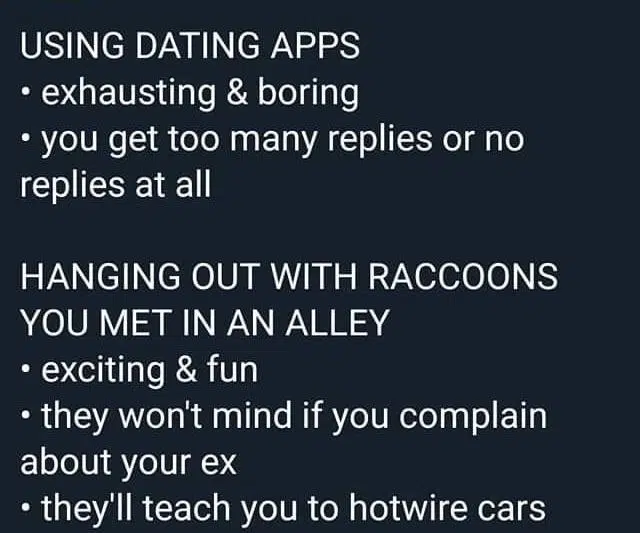 USING DATING APPS
• exhausting & boring
• you get too many replies or no
replies at all
HANGING OUT WITH RACCOONS
YOU MET IN AN ALLEY
• exciting & fun
• they won't mind if you complain
about your ex
• they'll teach you to hotwire cars